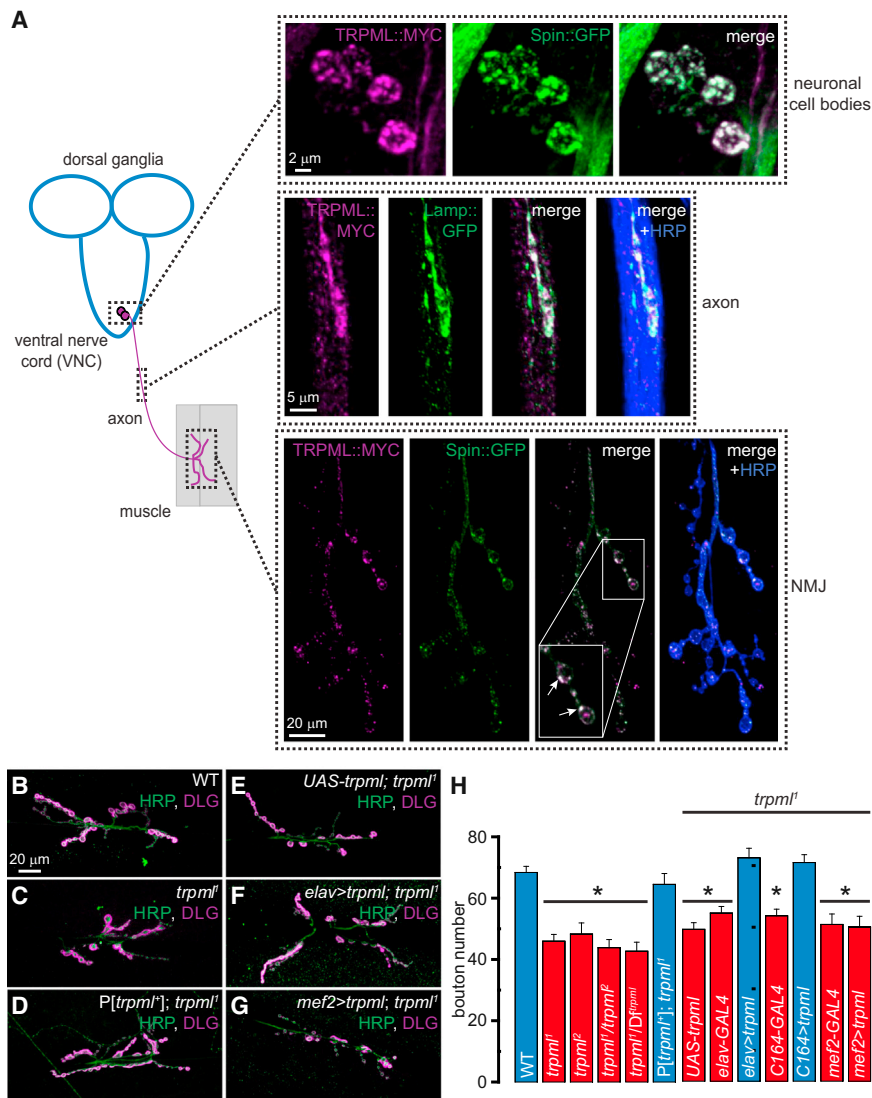 A
TRPML::MYC
Spin::GFP
merge
2 μm
neuronal
cell bodies
dorsal ganglia
ventral nerve
cord (VNC)
axon
muscle
TRPML::
MYC
Lamp::
GFP
merge
merge
+HRP
5 μm
axon
TRPML::MYC
Spin::GFP
merge
merge
+HRP
20 μm
NMJ
B
WT
HRP, DLG
20 μm
C
trpml¹
HRP, DLG
D
P[trpml⁺]; trpml¹
HRP, DLG
E
UAS-trpml; trpml¹
HRP, DLG
F
elav>trpml; trpml¹
HRP, DLG
G
mef2>trpml; trpml¹
HRP, DLG
H
trpml¹
bouton number
80
60
40
20
0
*
*
*
*
WT
trpml¹
trpml²
trpml¹/trpml²
trpml¹/Df^trpml
P[trpml⁺]; trpml¹
UAS-trpml
elav-GAL4
elav>trpml
C164-GAL4
C164>trpml
mef2-GAL4
mef2>trpml